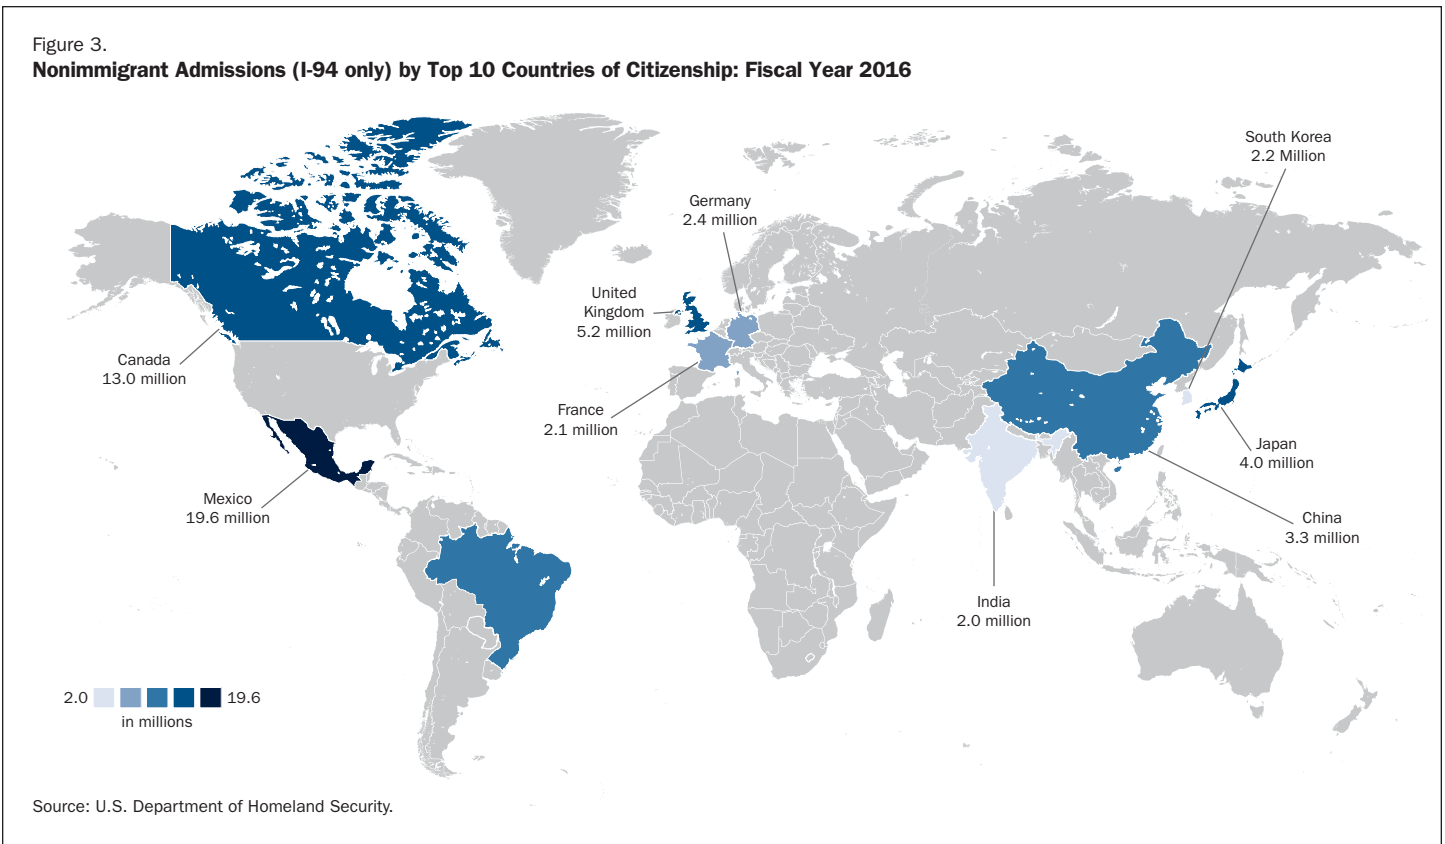 Figure 3.
Nonimmigrant Admissions (I-94 only) by Top 10 Countries of Citizenship: Fiscal Year 2016
South Korea
2.2 Million
Germany
2.4 million
United
Kingdom
5.2 million
Canada
13.0 million
France
2.1 million
Japan
4.0 million
Mexico
19.6 million
China
3.3 million
India
2.0 million
2.0 19.6
in millions
Source: U.S. Department of Homeland Security.